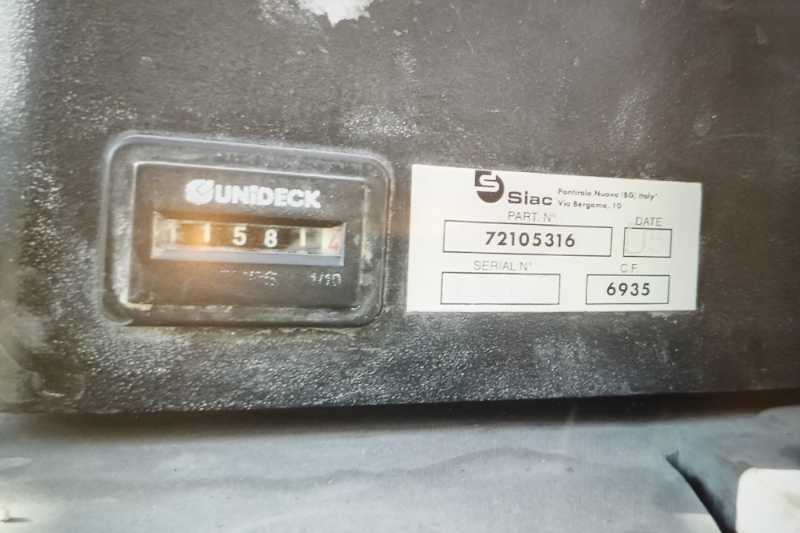 UNIDECK
1 1 5 8 1 4
1/10
Siac
Pontirolo Nuovo (BG) Italy
Via Bergamo, 10
PART. N°
DATE
72105316
05
SERIAL N°
C.F.
6935